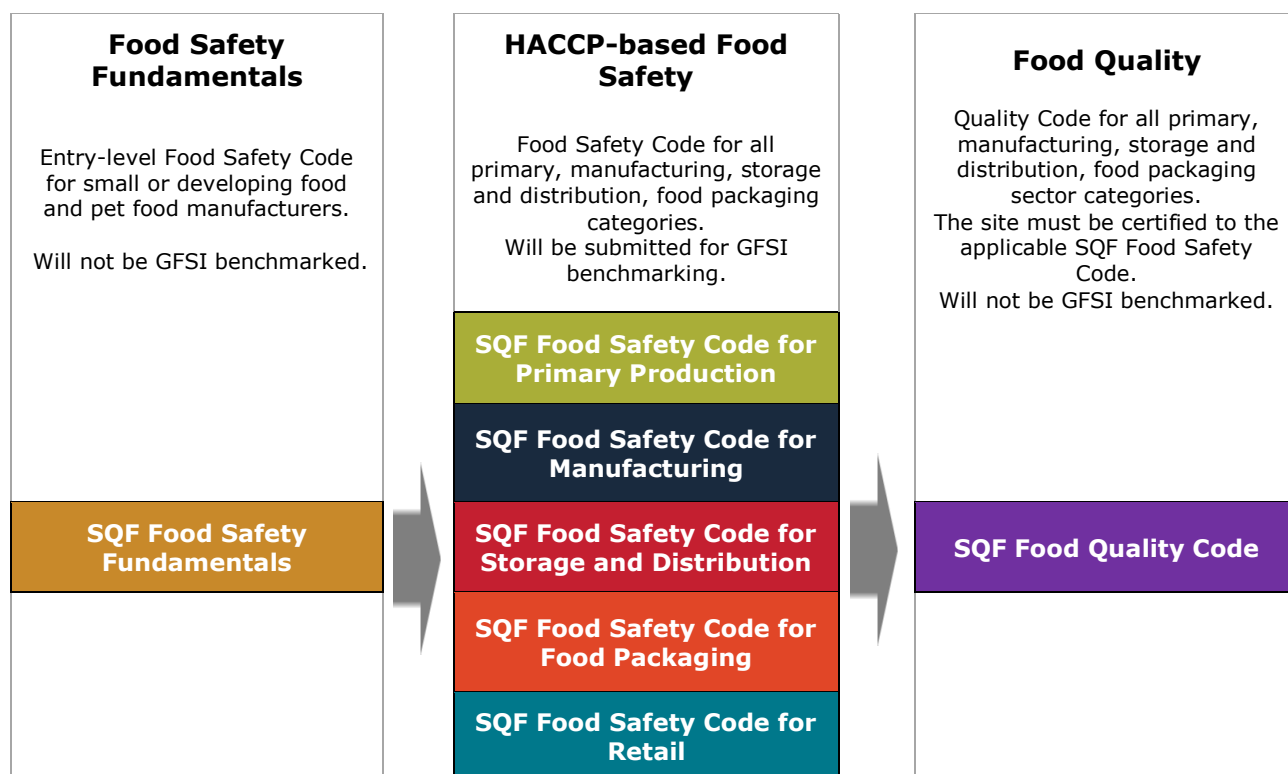 Food Safety
Fundamentals
Entry-level Food Safety Code
for small or developing food
and pet food manufacturers.
Will not be GFSI benchmarked.
SQF Food Safety
Fundamentals
HACCP-based Food
Safety
Food Safety Code for all
primary, manufacturing, storage
and distribution, food packaging
categories.
Will be submitted for GFSI
benchmarking.
SQF Food Safety Code for
Primary Production
SQF Food Safety Code for
Manufacturing
SQF Food Safety Code for
Storage and Distribution
SQF Food Safety Code for
Food Packaging
SQF Food Safety Code for
Retail
Food Quality
Quality Code for all primary,
manufacturing, storage and
distribution, food packaging
sector categories.
The site must be certified to the
applicable SQF Food Safety
Code.
Will not be GFSI benchmarked.
SQF Food Quality Code